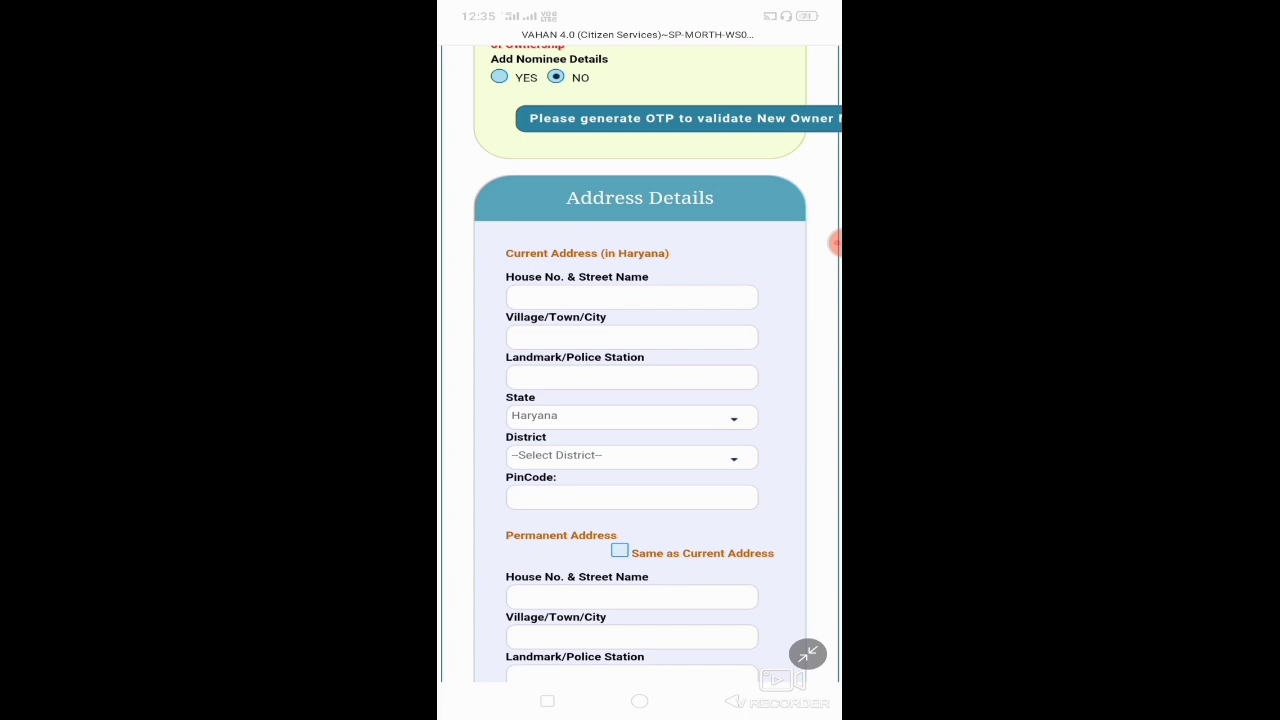 12:35
VAHAN 4.0 (Citizen Services)~SP-MORTH-WS0...
of Ownership
Add Nominee Details
YES NO
Please generate OTP to validate New Owner
Address Details
Current Address (in Haryana)
House No. & Street Name
Village/Town/City
Landmark/Police Station
State
Haryana
District
--Select District--
PinCode:
Permanent Address
Same as Current Address
House No. & Street Name
Village/Town/City
Landmark/Police Station
V RECORDER